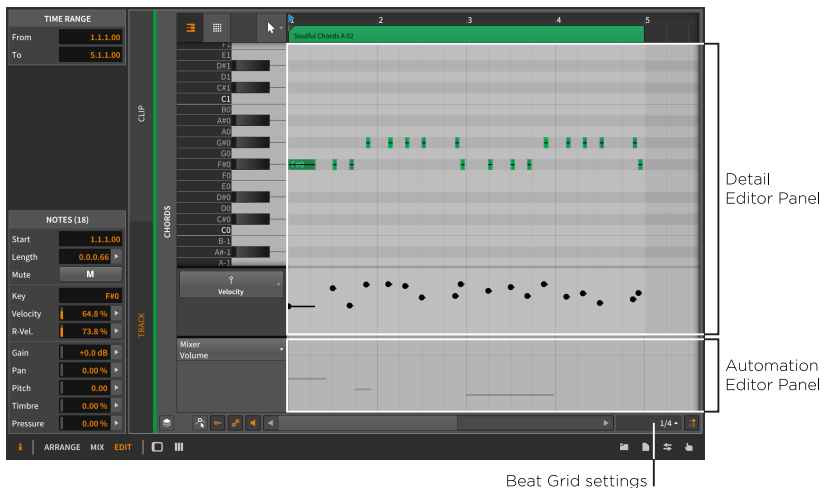 TIME RANGE
From 1.1.1.00
To 5.1.1.00
CLIP
TRACK
CHORDS
1 2 3 4 5
Soulful Chords A 02
F1
E1
D#1
D1
C#1
C1
B0
A#0
A0
G#0
G0
F#0
F0
E0
D#0
D0
C#0
C0
B-1
A#-1
A-1
F#0
NOTES (18)
Start 1.1.1.00
Length 0.0.0.66
Mute M
Key F#0
Velocity 64.8 %
R-Vel. 73.8 %
Gain +0.0 dB
Pan 0.00 %
Pitch 0.00
Timbre 0.00 %
Pressure 0.00 %
Velocity
Mixer
Volume
1/4
i ARRANGE MIX EDIT
Detail
Editor Panel
Automation
Editor Panel
Beat Grid settings